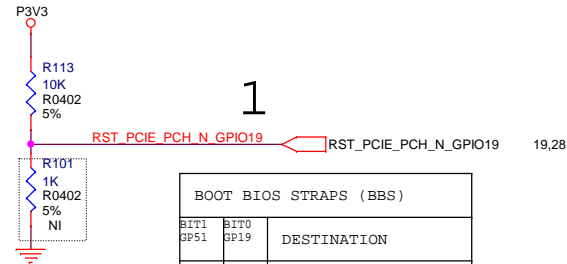 P3V3
R113
10K
R0402
5%
1
RST_PCIE_PCH_N_GPIO19
RST_PCIE_PCH_N_GPIO19 19,28
R101
1K
R0402
5%
NI
BOOT BIOS STRAPS (BBS)
BIT1 BIT0
GP51 GP19 DESTINATION